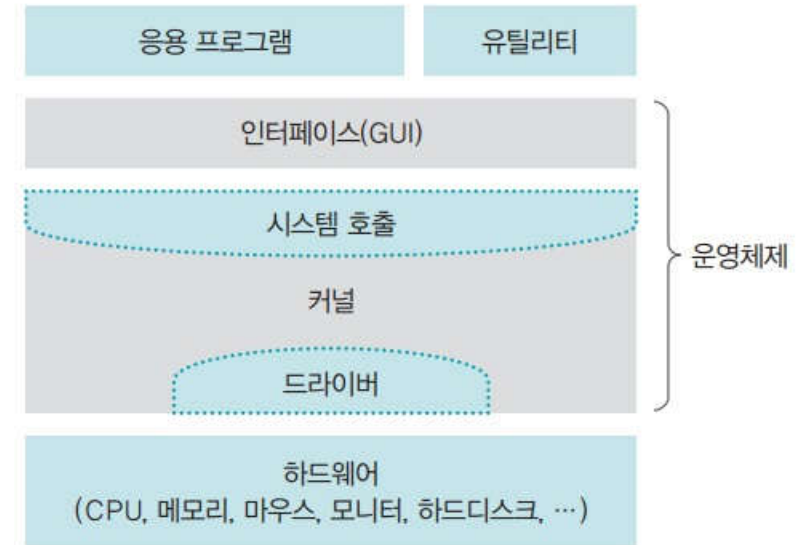 응용 프로그램
유틸리티
인터페이스(GUI)
시스템 호출
커널
드라이버
운영체제
하드웨어
(CPU, 메모리, 마우스, 모니터, 하드디스크, …)